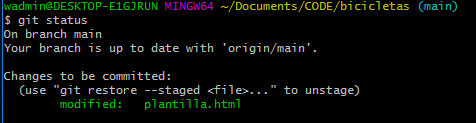 wadmin@DESKTOP-E1GJRUN MINGW64 ~/Documents/CODE/bicicletas (main)
$ git status
On branch main
Your branch is up to date with 'origin/main'.

Changes to be committed:
  (use "git restore --staged <file>..." to unstage)
        modified:   plantilla.html